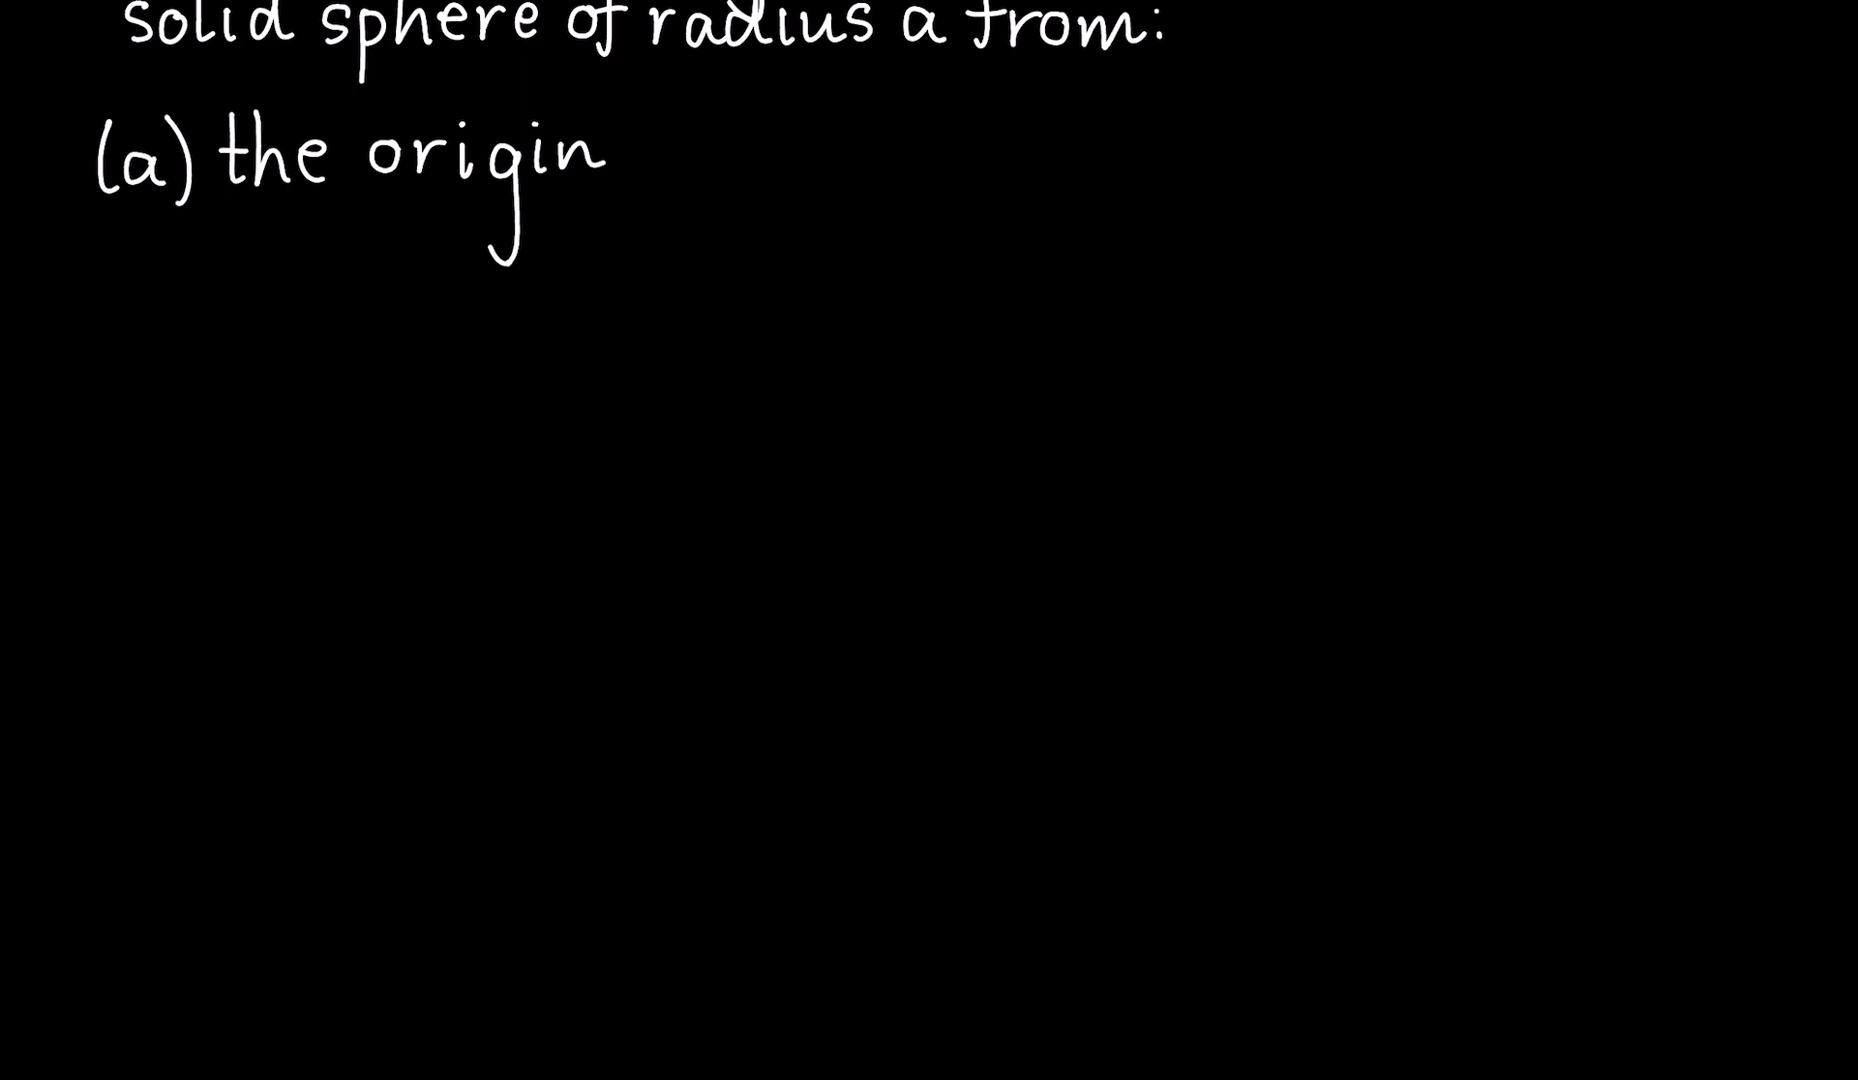 solid sphere of radius a from:
(a) the origin